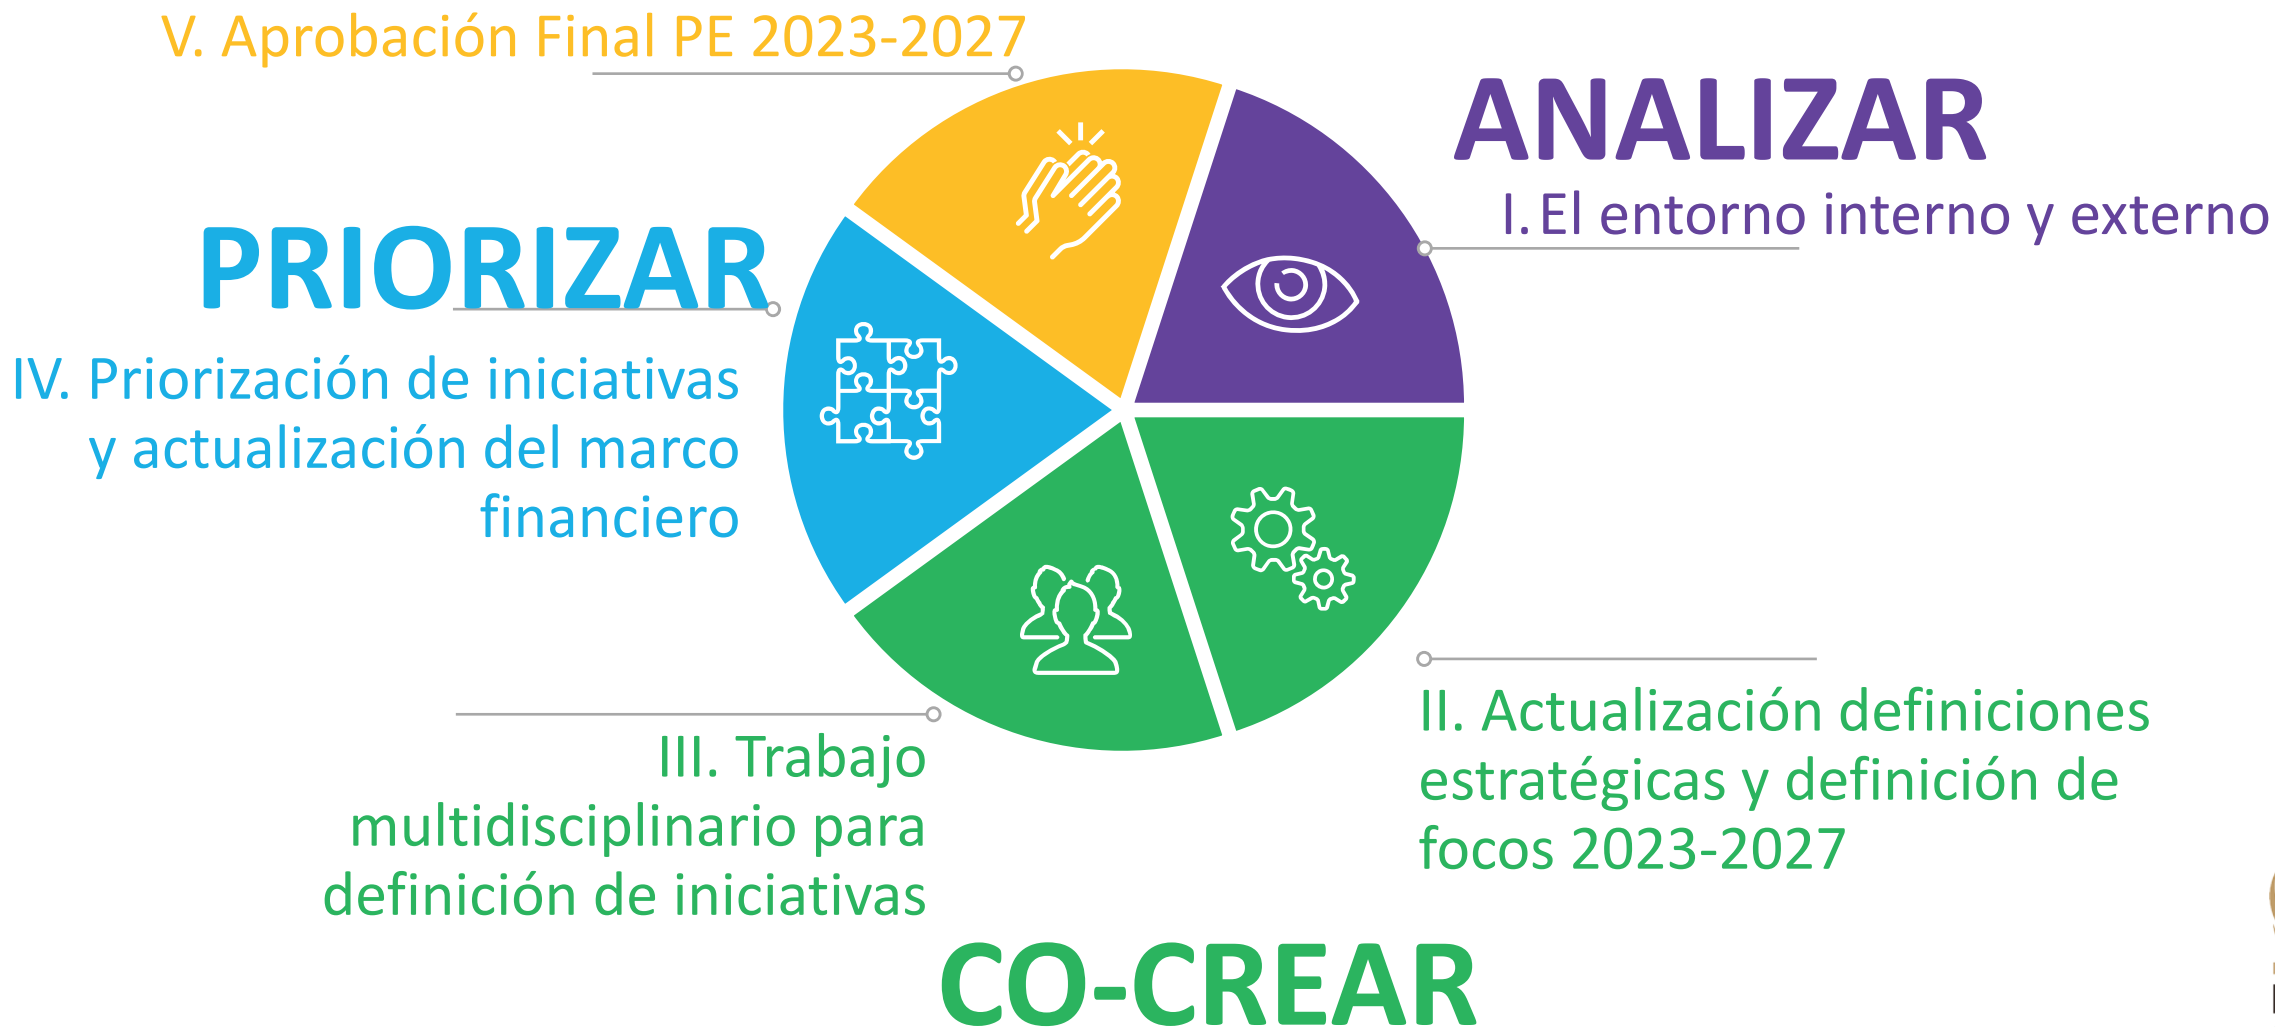 V. Aprobación Final PE 2023-2027
ANALIZAR
I. El entorno interno y externo
PRIORIZAR
IV. Priorización de iniciativas
y actualización del marco
financiero
II. Actualización definiciones
estratégicas y definición de
focos 2023-2027
III. Trabajo
multidisciplinario para
definición de iniciativas
CO-CREAR